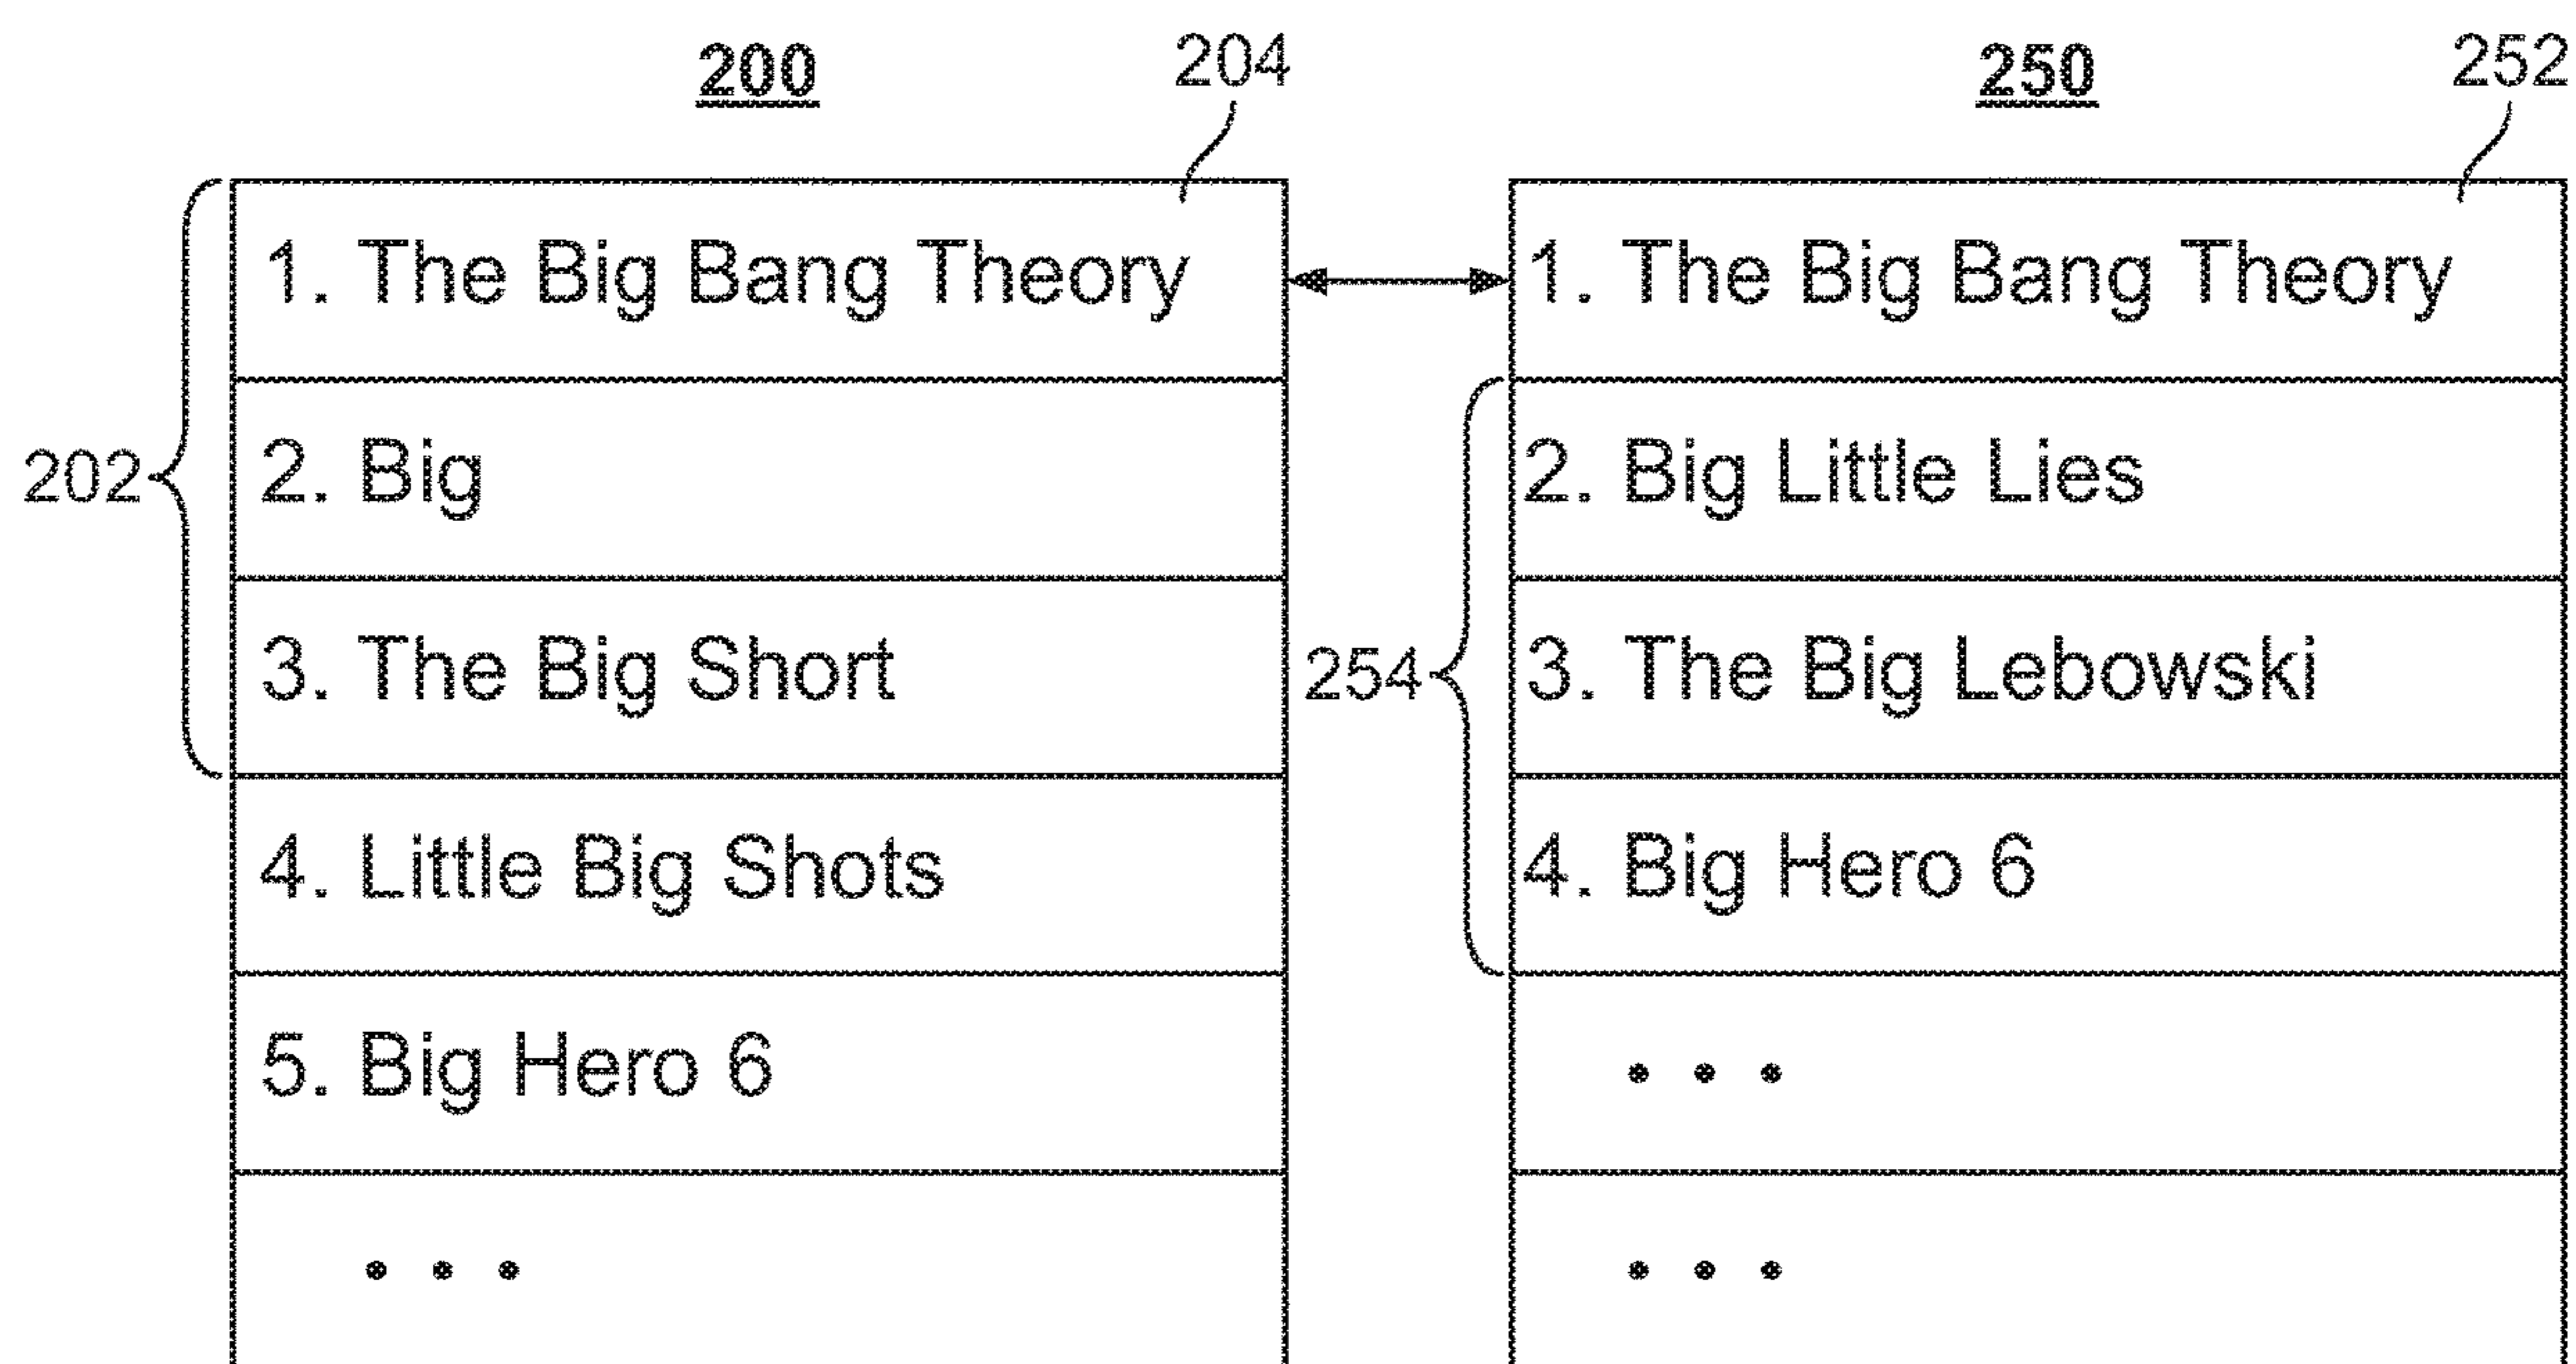 200
204
250
252
1. The Big Bang Theory
1. The Big Bang Theory
202
2. Big
2. Big Little Lies
3. The Big Short
254
3. The Big Lebowski
4. Little Big Shots
4. Big Hero 6
5. Big Hero 6
• • •
• • •
• • •